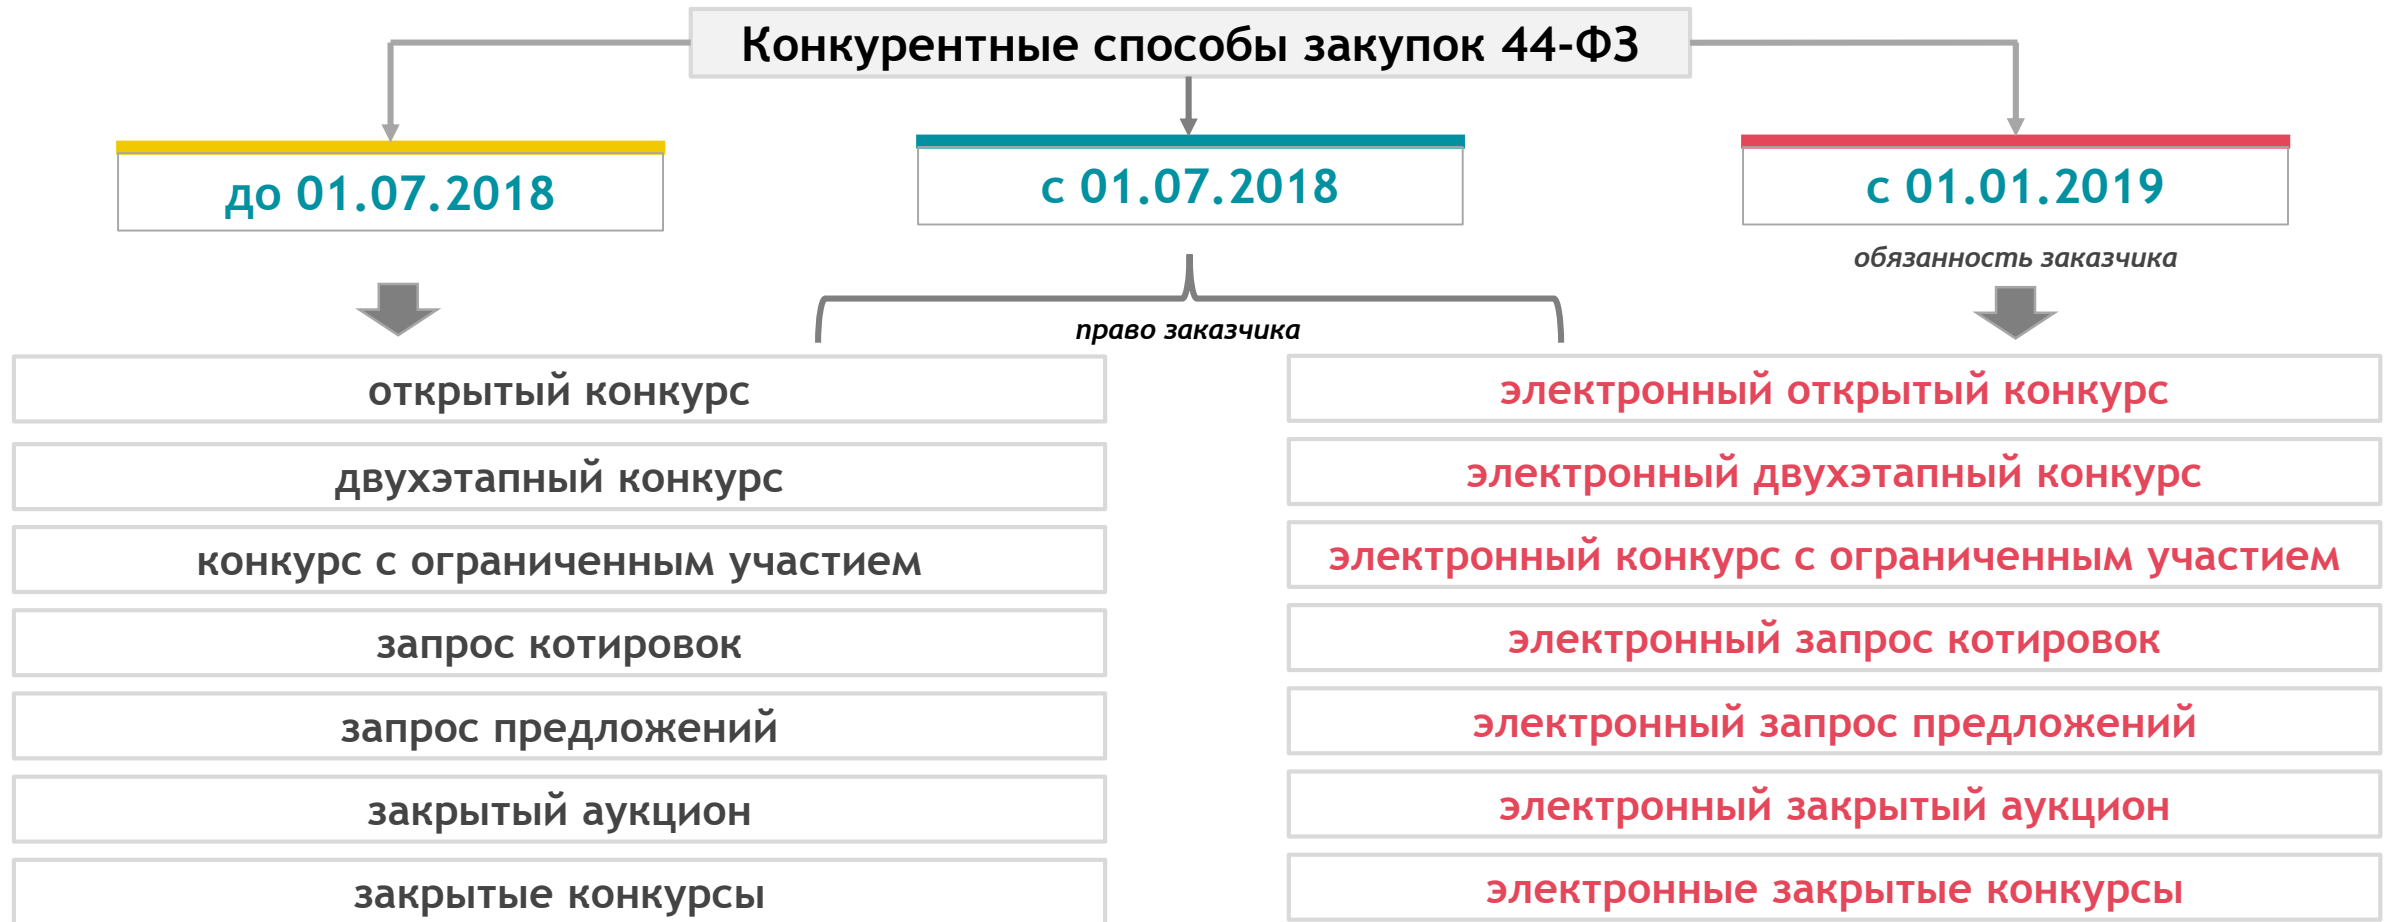 Конкурентные способы закупок 44-ФЗ
до 01.07.2018
с 01.07.2018
с 01.01.2019
обязанность заказчика
право заказчика
открытый конкурс
двухэтапный конкурс
конкурс с ограниченным участием
запрос котировок
запрос предложений
закрытый аукцион
закрытые конкурсы
электронный открытый конкурс
электронный двухэтапный конкурс
электронный конкурс с ограниченным участием
электронный запрос котировок
электронный запрос предложений
электронный закрытый аукцион
электронные закрытые конкурсы